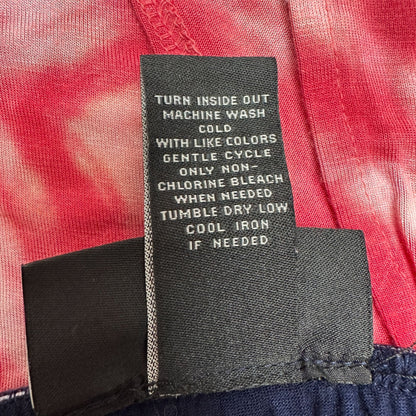 TURN INSIDE OUT
MACHINE WASH
COLD
WITH LIKE COLORS
GENTLE CYCLE
ONLY NON-
CHLORINE BLEACH
WHEN NEEDED
TUMBLE DRY LOW
COOL IRON
IF NEEDED